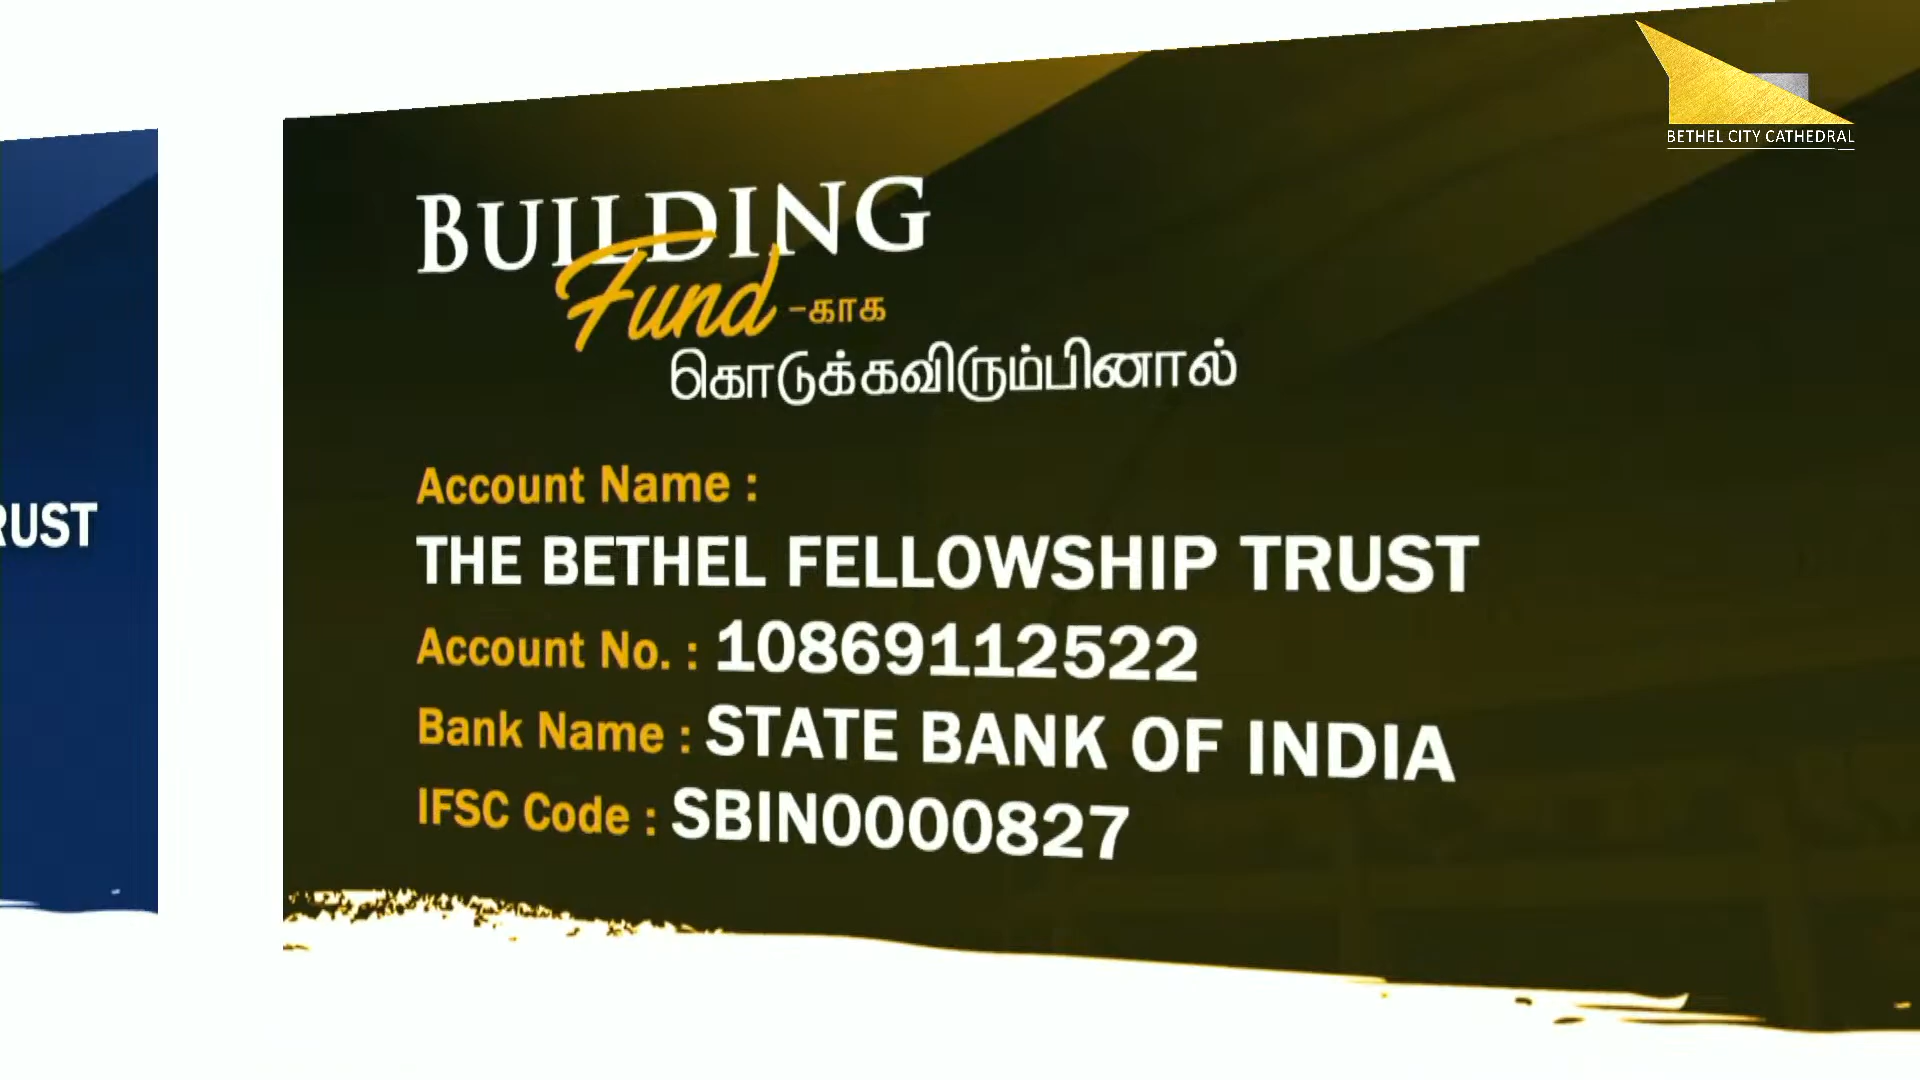 BETHEL CITY CATHEDRAL
BUILDING
Fund -காக
கொடுக்கவிரும்பினால்
Account Name :
THE BETHEL FELLOWSHIP TRUST
Account No. : 10869112522
Bank Name : STATE BANK OF INDIA
IFSC Code : SBIN0000827
RUST